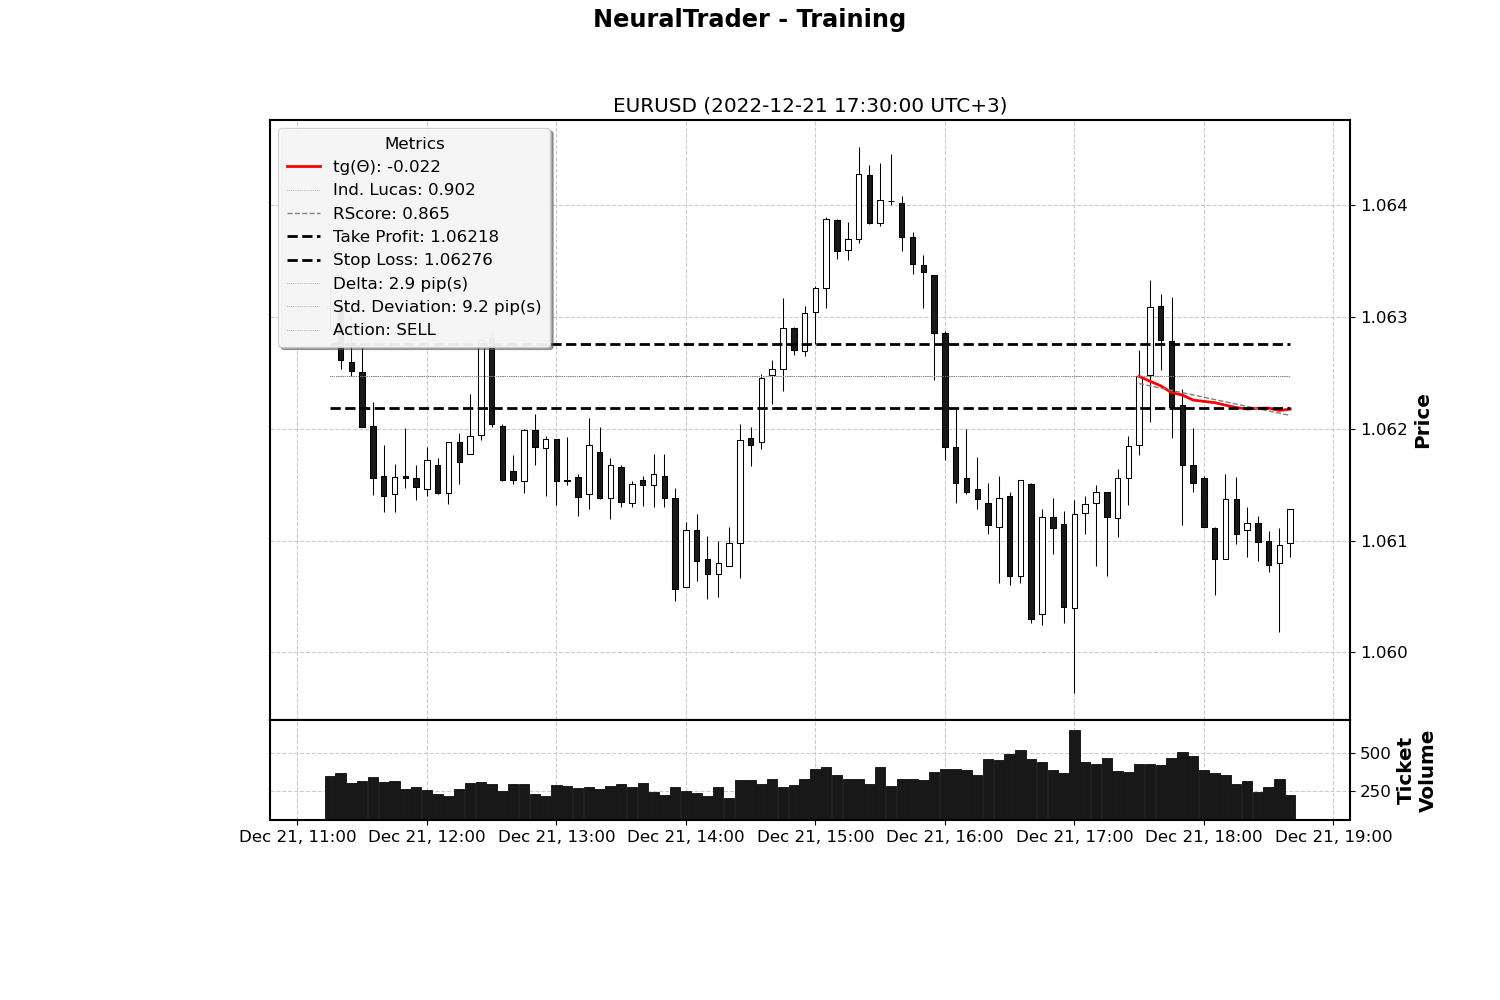 NeuralTrader - Training
EURUSD (2022-12-21 17:30:00 UTC+3)
Metrics
tg(Θ): -0.022
Ind. Lucas: 0.902
RScore: 0.865
Take Profit: 1.06218
Stop Loss: 1.06276
Delta: 2.9 pip(s)
Std. Deviation: 9.2 pip(s)
Action: SELL
1.064
1.063
1.062
1.061
1.060
Price
500
250
Ticket
Volume
Dec 21, 11:00 Dec 21, 12:00 Dec 21, 13:00 Dec 21, 14:00 Dec 21, 15:00 Dec 21, 16:00 Dec 21, 17:00 Dec 21, 18:00 Dec 21, 19:00